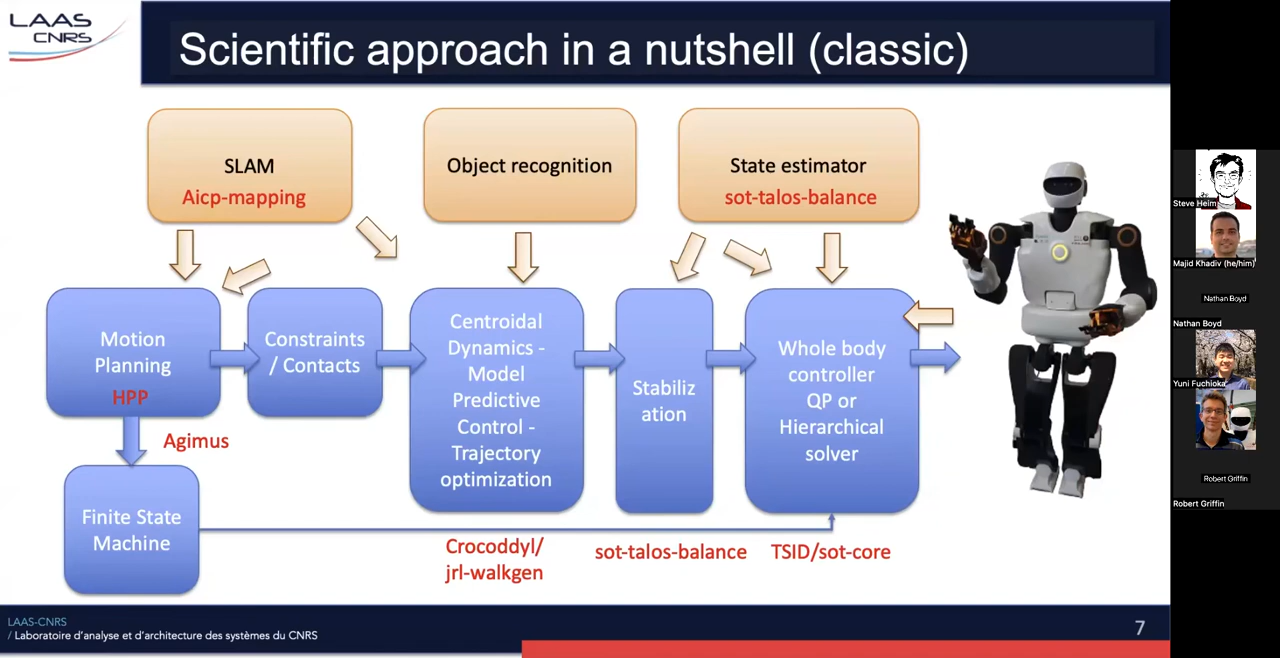 LAAS
CNRS
Scientific approach in a nutshell (classic)
SLAM
Aicp-mapping
Object recognition
State estimator
sot-talos-balance
Motion
Planning
HPP
Constraints
/ Contacts
Centroidal
Dynamics -
Model
Predictive
Control -
Trajectory
optimization
Stabiliz
ation
Whole body
controller
QP or
Hierarchical
solver
Agimus
Finite State
Machine
Crocoddyl/
jrl-walkgen
sot-talos-balance
TSID/sot-core
LAAS-CNRS
/ Laboratoire d'analyse et d'architecture des systèmes du CNRS
7
Steve Heim
Majid Khadiv (he/him)
Nathan Boyd
Nathan Boyd
Yuni Fuchioka
Robert Griffin
Robert Griffin